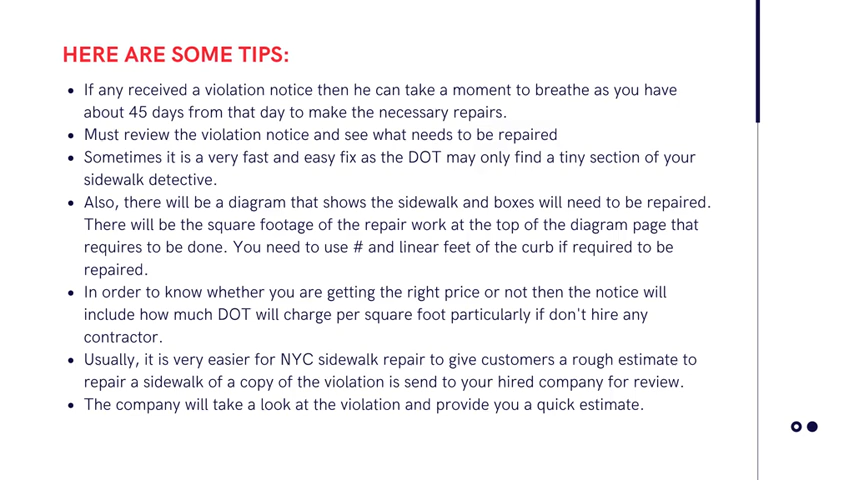 HERE ARE SOME TIPS:
• If any received a violation notice then he can take a moment to breathe as you have
about 45 days from that day to make the necessary repairs.
• Must review the violation notice and see what needs to be repaired
• Sometimes it is a very fast and easy fix as the DOT may only find a tiny section of your
sidewalk detective.
• Also, there will be a diagram that shows the sidewalk and boxes will need to be repaired.
There will be the square footage of the repair work at the top of the diagram page that
requires to be done. You need to use # and linear feet of the curb if required to be
repaired.
• In order to know whether you are getting the right price or not then the notice will
include how much DOT will charge per square foot particularly if don't hire any
contractor.
• Usually, it is very easier for NYC sidewalk repair to give customers a rough estimate to
repair a sidewalk of a copy of the violation is send to your hired company for review.
• The company will take a look at the violation and provide you a quick estimate.